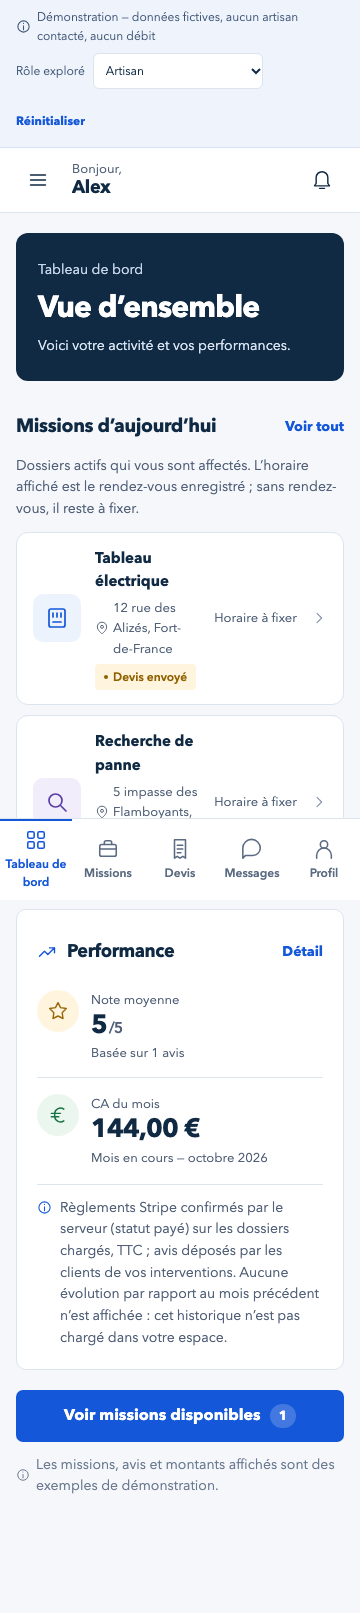 Démonstration – données fictives, aucun artisan
contacté, aucun débit
Rôle exploré
Artisan
Réinitialiser
Bonjour,
Alex
Tableau de bord
Vue d’ensemble
Voici votre activité et vos performances.
Missions d’aujourd’hui
Voir tout
Dossiers actifs qui vous sont affectés. L’horaire
affiché est le rendez-vous enregistré ; sans rendez-
vous, il reste à fixer.
Tableau
électrique
12 rue des
Alizés, Fort-
de-France
Horaire à fixer
• Devis envoyé
Recherche de
panne
5 impasse des
Flamboyants,
Horaire à fixer
Tableau de
bord
Missions
Devis
Messages
Profil
Performance
Détail
Note moyenne
5/5
Basée sur 1 avis
CA du mois
144,00 €
Mois en cours – octobre 2026
Règlements Stripe confirmés par le
serveur (statut payé) sur les dossiers
chargés, TTC ; avis déposés par les
clients de vos interventions. Aucune
évolution par rapport au mois précédent
n’est affichée : cet historique n’est pas
chargé dans votre espace.
Voir missions disponibles 1
Les missions, avis et montants affichés sont des
exemples de démonstration.